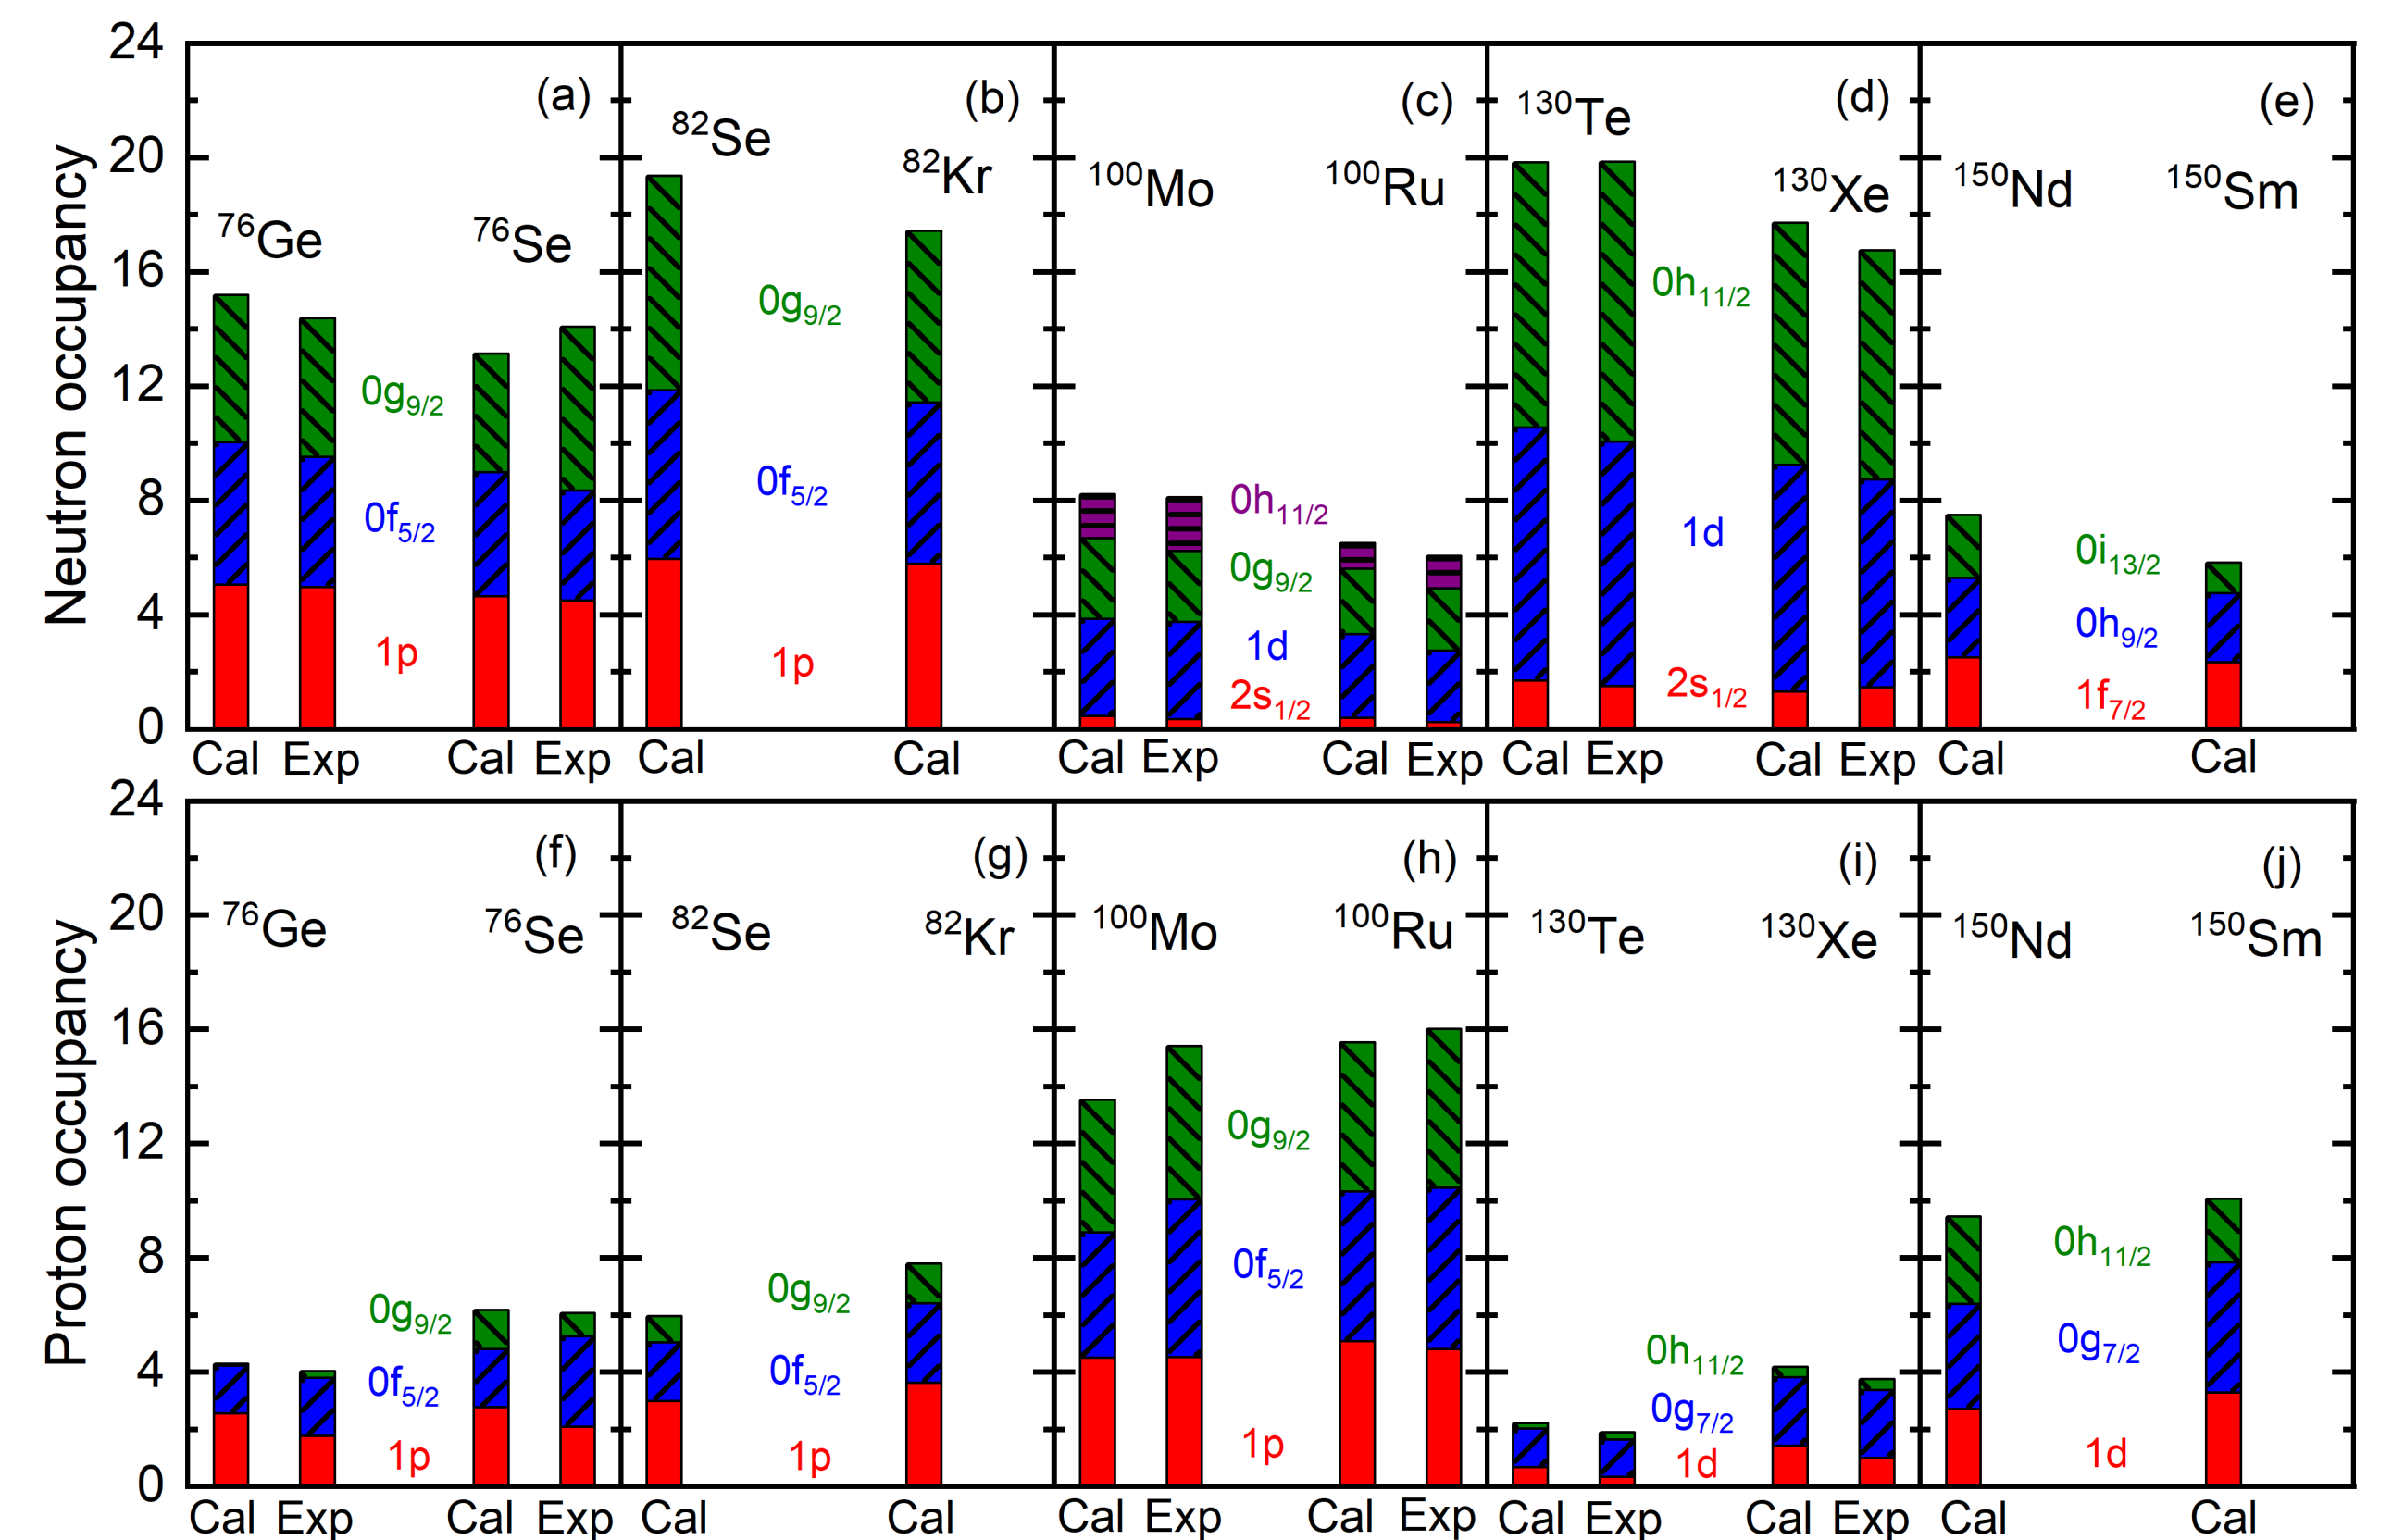 Neutron occupancy
24
20
16
12
8
4
0
(a)
⁷⁶Ge
⁷⁶Se
0g₉/₂
0f₅/₂
1p
Cal Exp Cal Exp
(b)
⁸²Se
⁸²Kr
0g₉/₂
0f₅/₂
1p
Cal Cal
(c)
¹⁰⁰Mo
¹⁰⁰Ru
0h₁₁/₂
0g₉/₂
1d
2s₁/₂
Cal Exp Cal Exp
(d)
¹³⁰Te
¹³⁰Xe
0h₁₁/₂
1d
2s₁/₂
Cal Exp Cal Exp
(e)
¹⁵⁰Nd
¹⁵⁰Sm
0i₁₃/₂
0h₉/₂
1f₇/₂
Cal Cal
Proton occupancy
24
20
16
12
8
4
0
(f)
⁷⁶Ge
⁷⁶Se
0g₉/₂
0f₅/₂
1p
Cal Exp Cal Exp
(g)
⁸²Se
⁸²Kr
0g₉/₂
0f₅/₂
1p
Cal Cal
(h)
¹⁰⁰Mo
¹⁰⁰Ru
0g₉/₂
0f₅/₂
1p
Cal Exp Cal Exp
(i)
¹³⁰Te
¹³⁰Xe
0h₁₁/₂
0g₇/₂
1d
Cal Exp Cal Exp
(j)
¹⁵⁰Nd
¹⁵⁰Sm
0h₁₁/₂
0g₇/₂
1d
Cal Cal